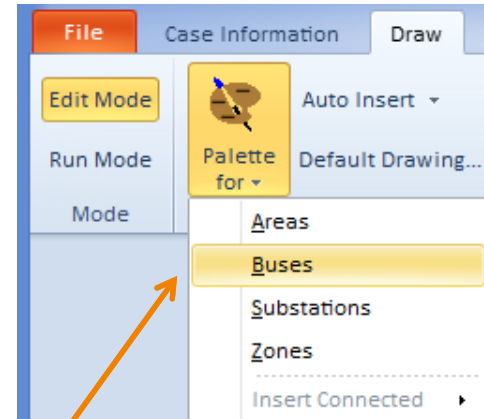 File Case Information Draw
Edit Mode
Auto Insert
Run Mode
Palette for
Default Drawing...
Mode
Areas
Buses
Substations
Zones
Insert Connected